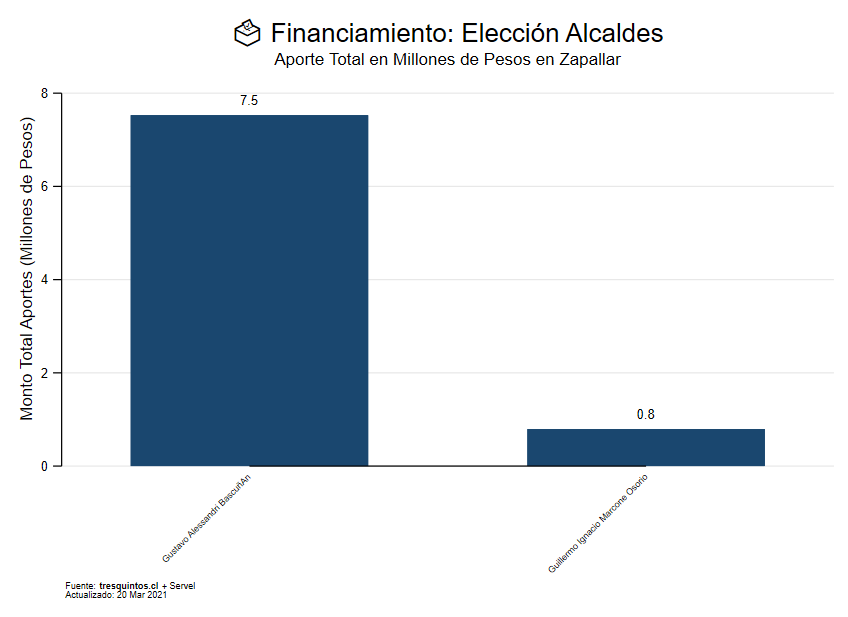 Financiamiento: Elección Alcaldes
Aporte Total en Millones de Pesos en Zapallar
Monto Total Aportes (Millones de Pesos)
8
6
4
2
0
7.5
0.8
Gustavo Alessandri BascuñAn
Guillermo Ignacio Marcone Osorio
Fuente: tresquintos.cl + Servel
Actualizado: 20 Mar 2021